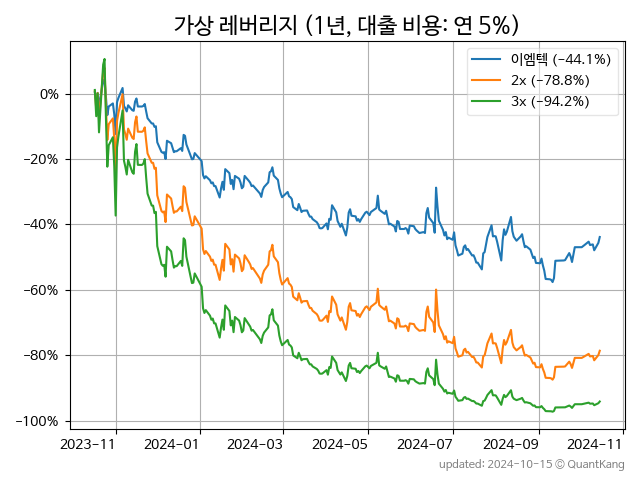 가상 레버리지 (1년, 대출 비용: 연 5%)
이엠텍 (−44.1%)
2x (−78.8%)
3x (−94.2%)
0%
−20%
−40%
−60%
−80%
−100%
2023−11 2024−01 2024−03 2024−05 2024−07 2024−09 2024−11
updated: 2024-10-15 © QuantKang